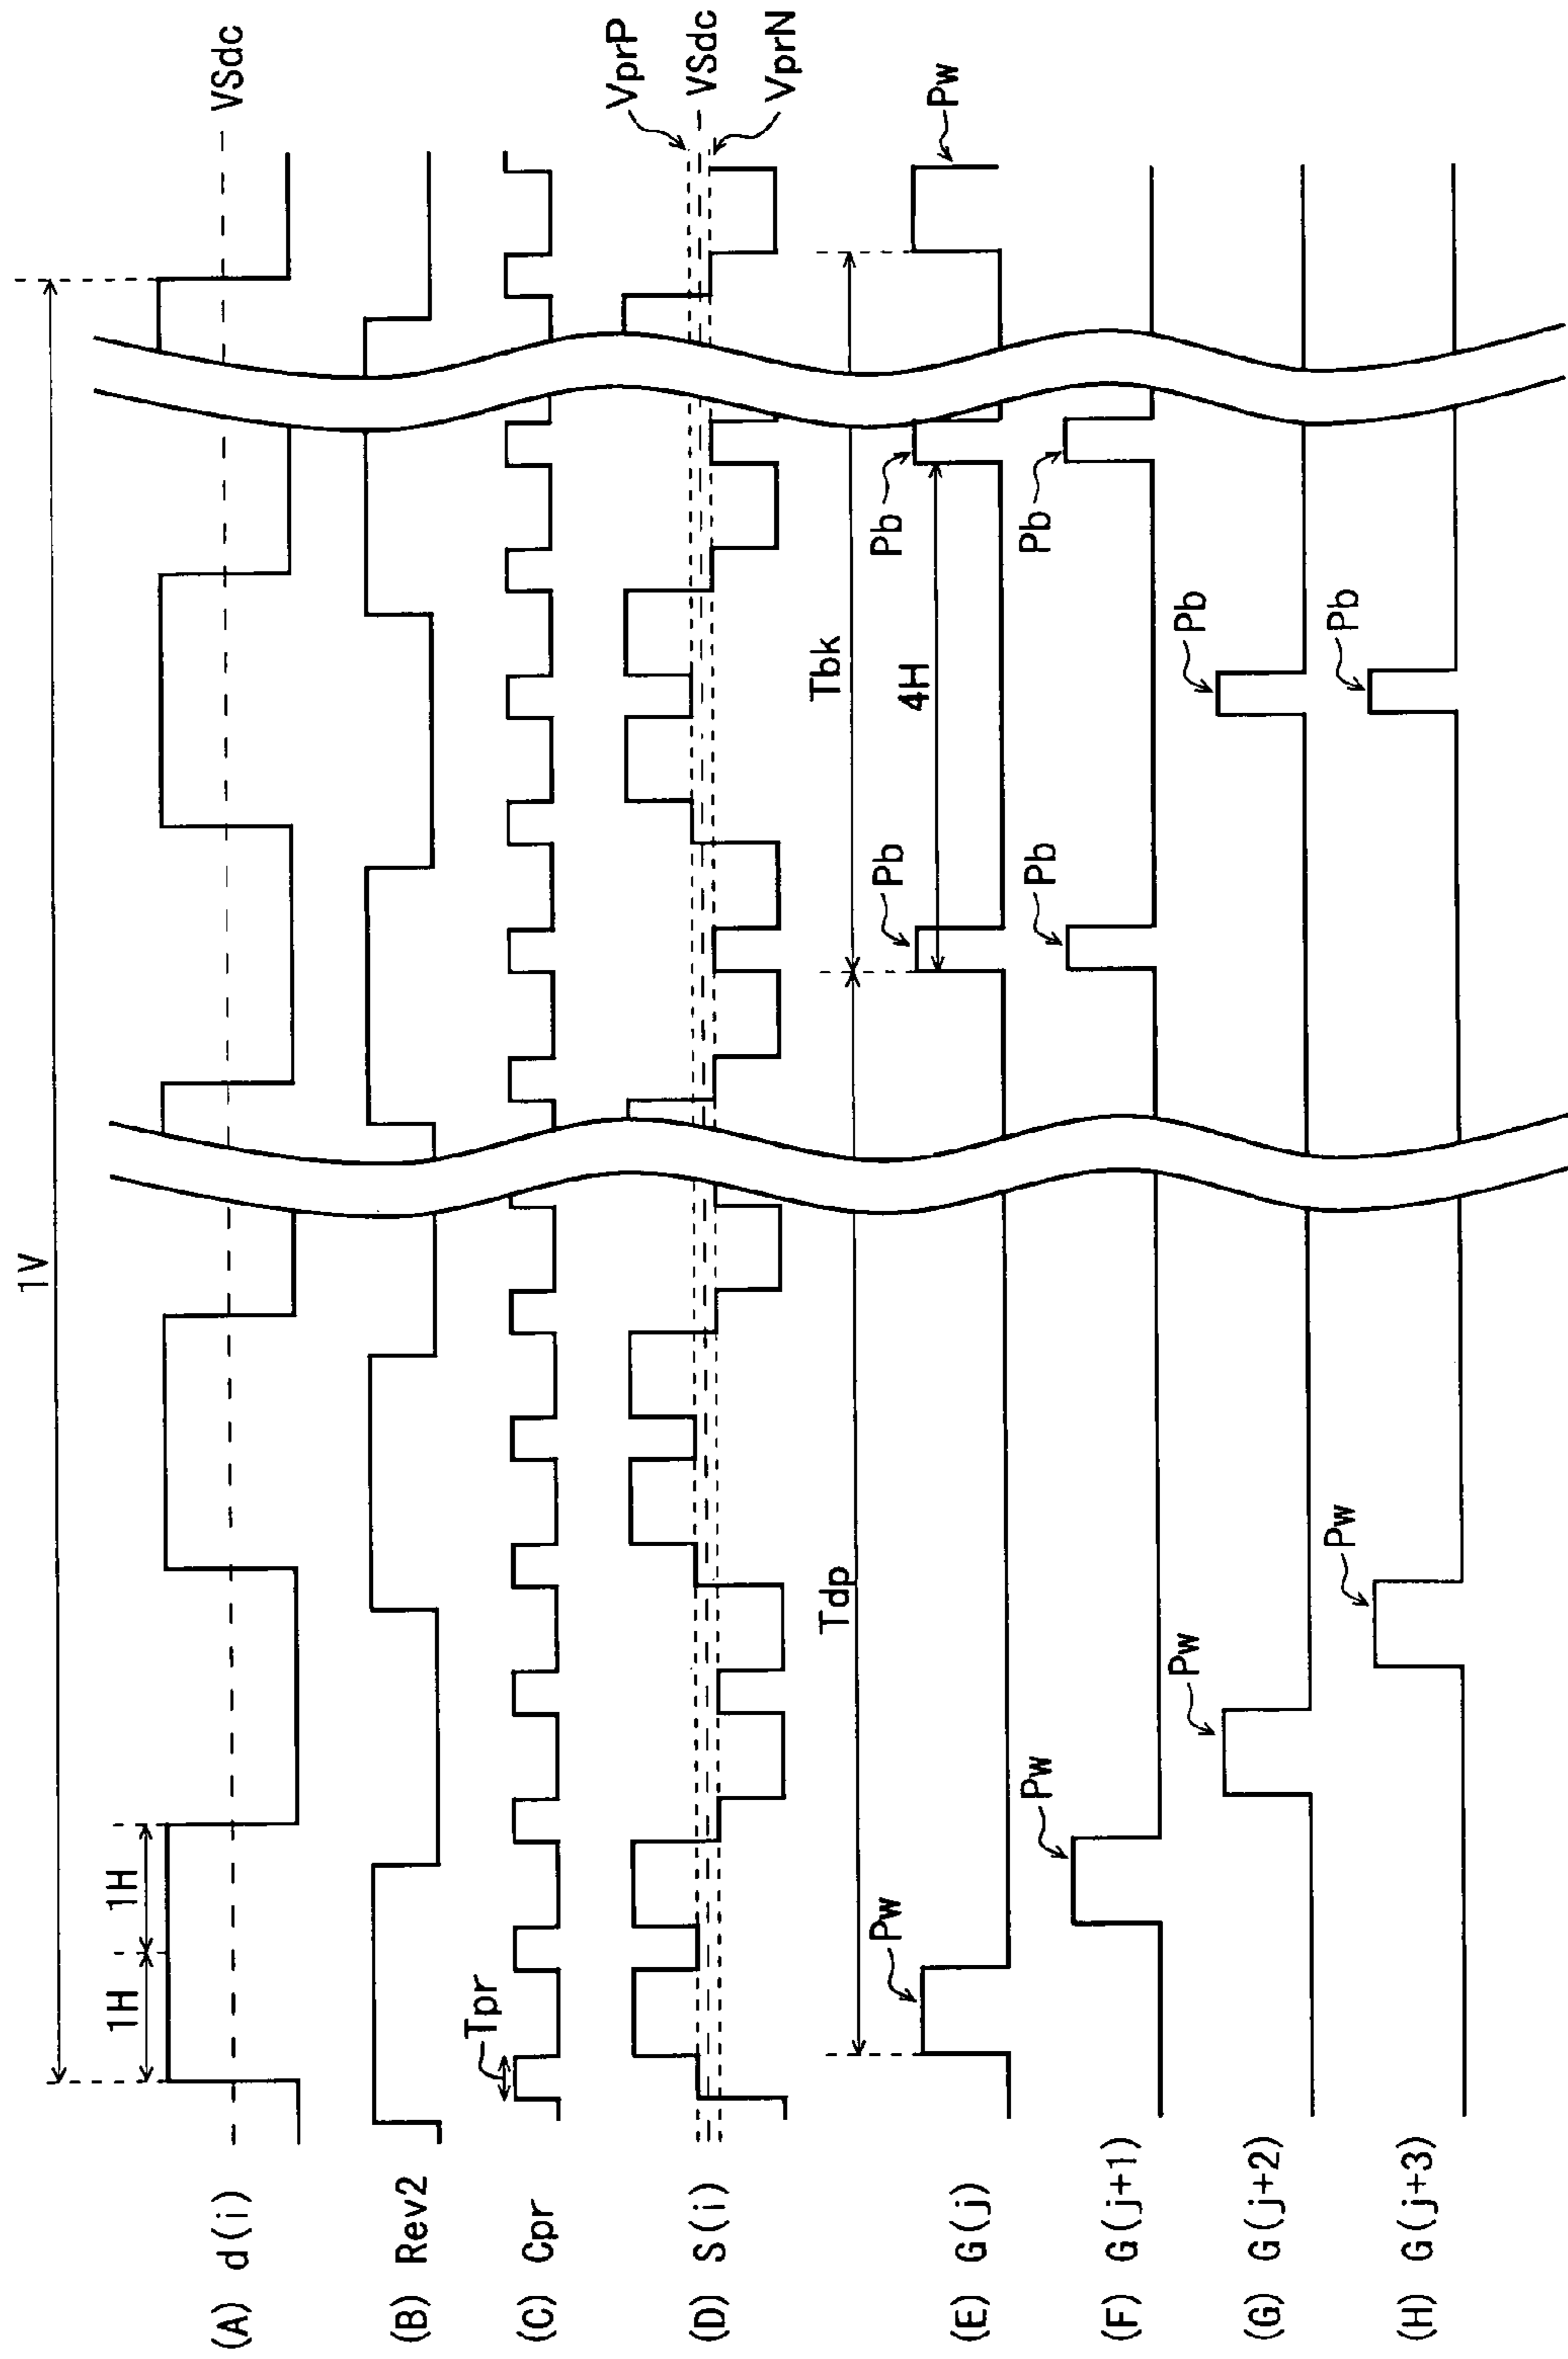 1V
(A) d(i)
1H
1H
VSdc
(B) Rev2
(C) Cpr
Tpr
(D) S(i)
VprP
VSdc
VprN
Tdp
Tbk
(E) G(j)
Pw
Pb
4H
Pb
Pw
(F) G(j+1)
Pw
Pb
Pb
(G) G(j+2)
Pw
Pb
(H) G(j+3)
Pw
Pb